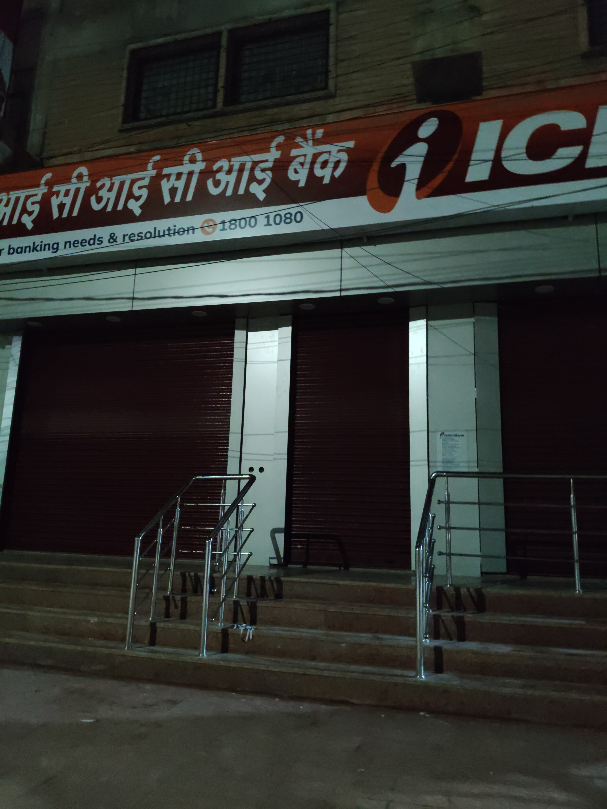 आई सी आई सी आई बैंक
ICI
r banking needs & resolution 1800 1080